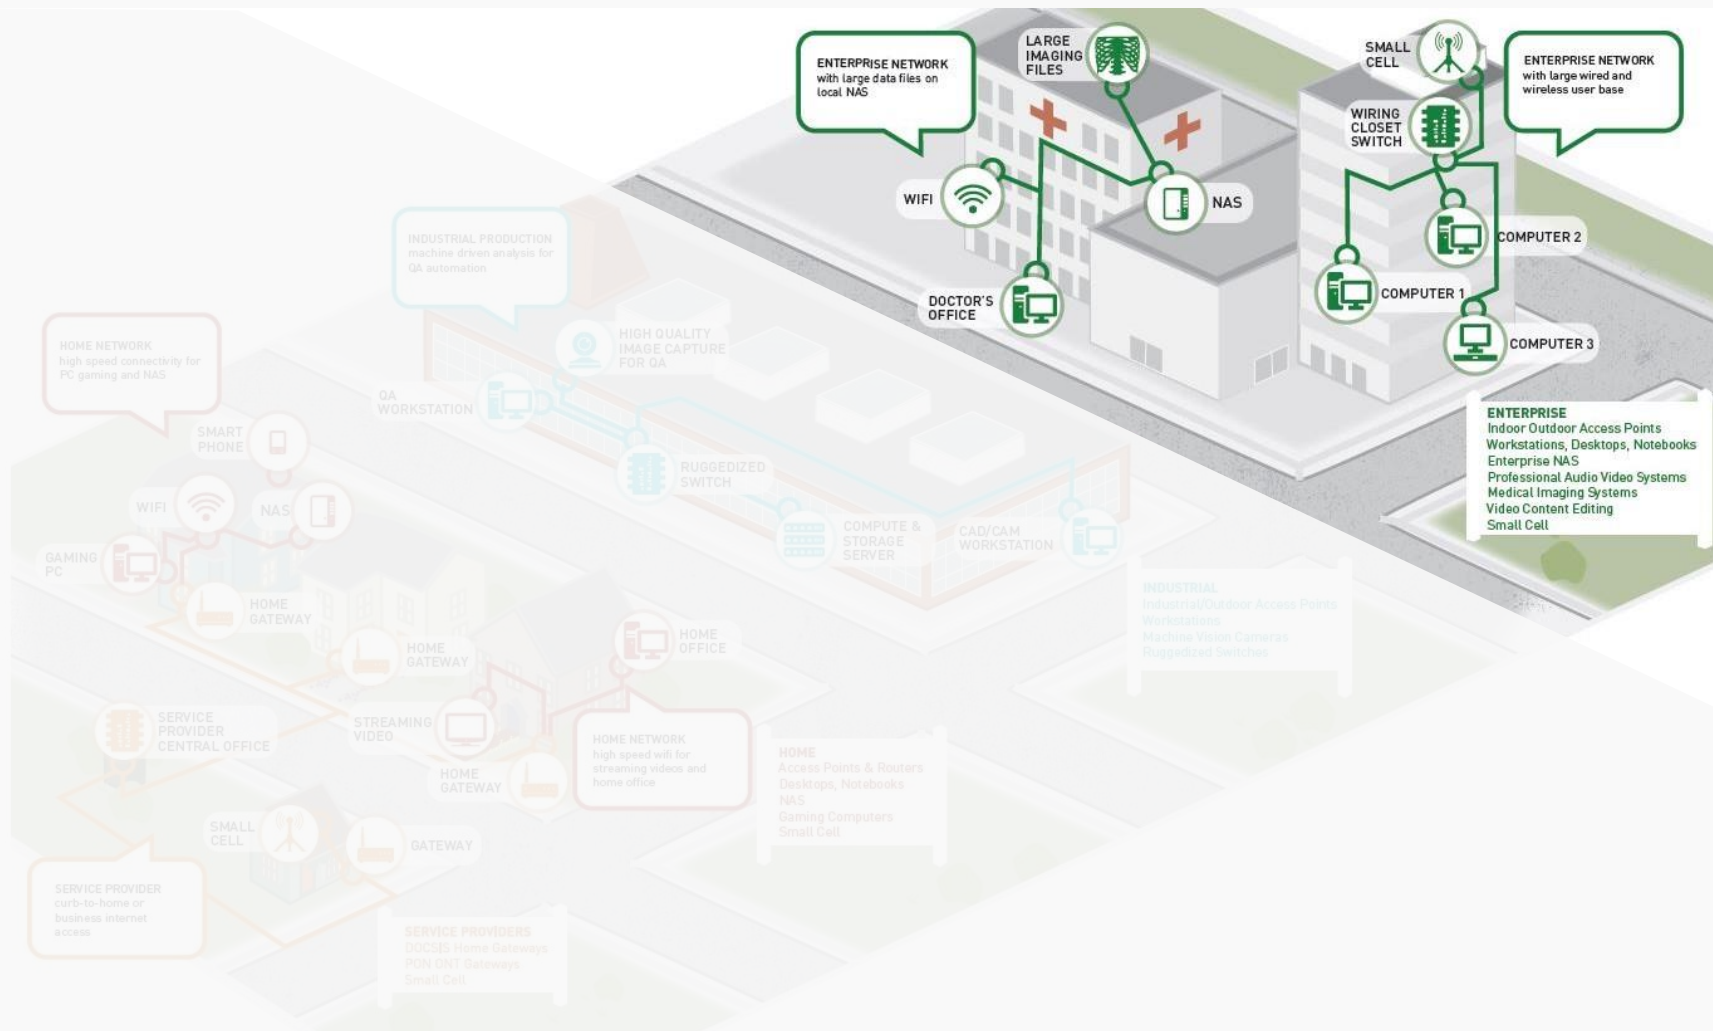 ENTERPRISE NETWORK
with large data files on
local NAS
LARGE
IMAGING
FILES
SMALL
CELL
ENTERPRISE NETWORK
with large wired and
wireless user base
WIRING
CLOSET
SWITCH
WIFI
NAS
COMPUTER 2
DOCTOR'S
OFFICE
COMPUTER 1
COMPUTER 3
ENTERPRISE
Indoor Outdoor Access Points
Workstations, Desktops, Notebooks
Enterprise NAS
Professional Audio Video Systems
Medical Imaging Systems
Video Content Editing
Small Cell
INDUSTRIAL PRODUCTION
machine driven analysis for
QA automation
HIGH QUALITY
IMAGE CAPTURE
FOR QA
HOME NETWORK
high speed connectivity for
PC gaming and NAS
QA
WORKSTATION
SMART
PHONE
RUGGEDIZED
SWITCH
WIFI
NAS
COMPUTE &
STORAGE
SERVER
CAD/CAM
WORKSTATION
GAMING
PC
HOME
GATEWAY
INDUSTRIAL
Industrial/Outdoor Access Points
Workstations
Machine Vision Cameras
Ruggedized Switches
HOME
GATEWAY
HOME
OFFICE
SERVICE
PROVIDER
CENTRAL OFFICE
STREAMING
VIDEO
HOME NETWORK
high speed wifi for
streaming videos and
home office
HOME
GATEWAY
HOME
Access Points & Routers
Desktops, Notebooks
NAS
Gaming Computers
Small Cell
SMALL
CELL
GATEWAY
SERVICE PROVIDER
curb-to-home or
business internet
access
SERVICE PROVIDERS
DOCSIS Home Gateways
PON ONT Gateways
Small Cell